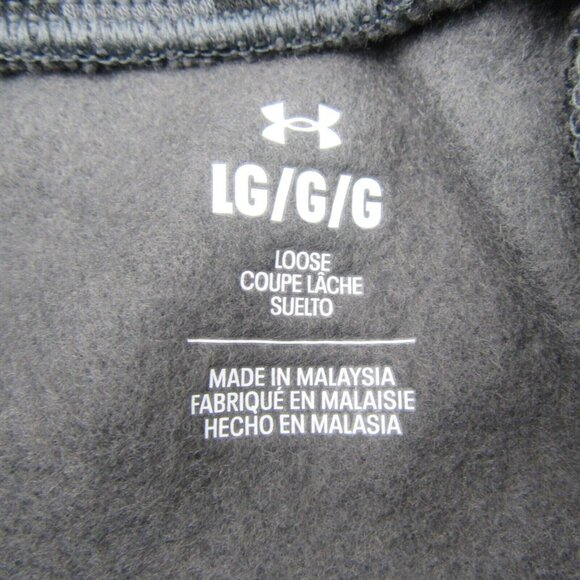 LG/G/G
LOOSE
COUPE LÂCHE
SUELTO
MADE IN MALAYSIA
FABRIQUÉ EN MALAISIE
HECHO EN MALASIA